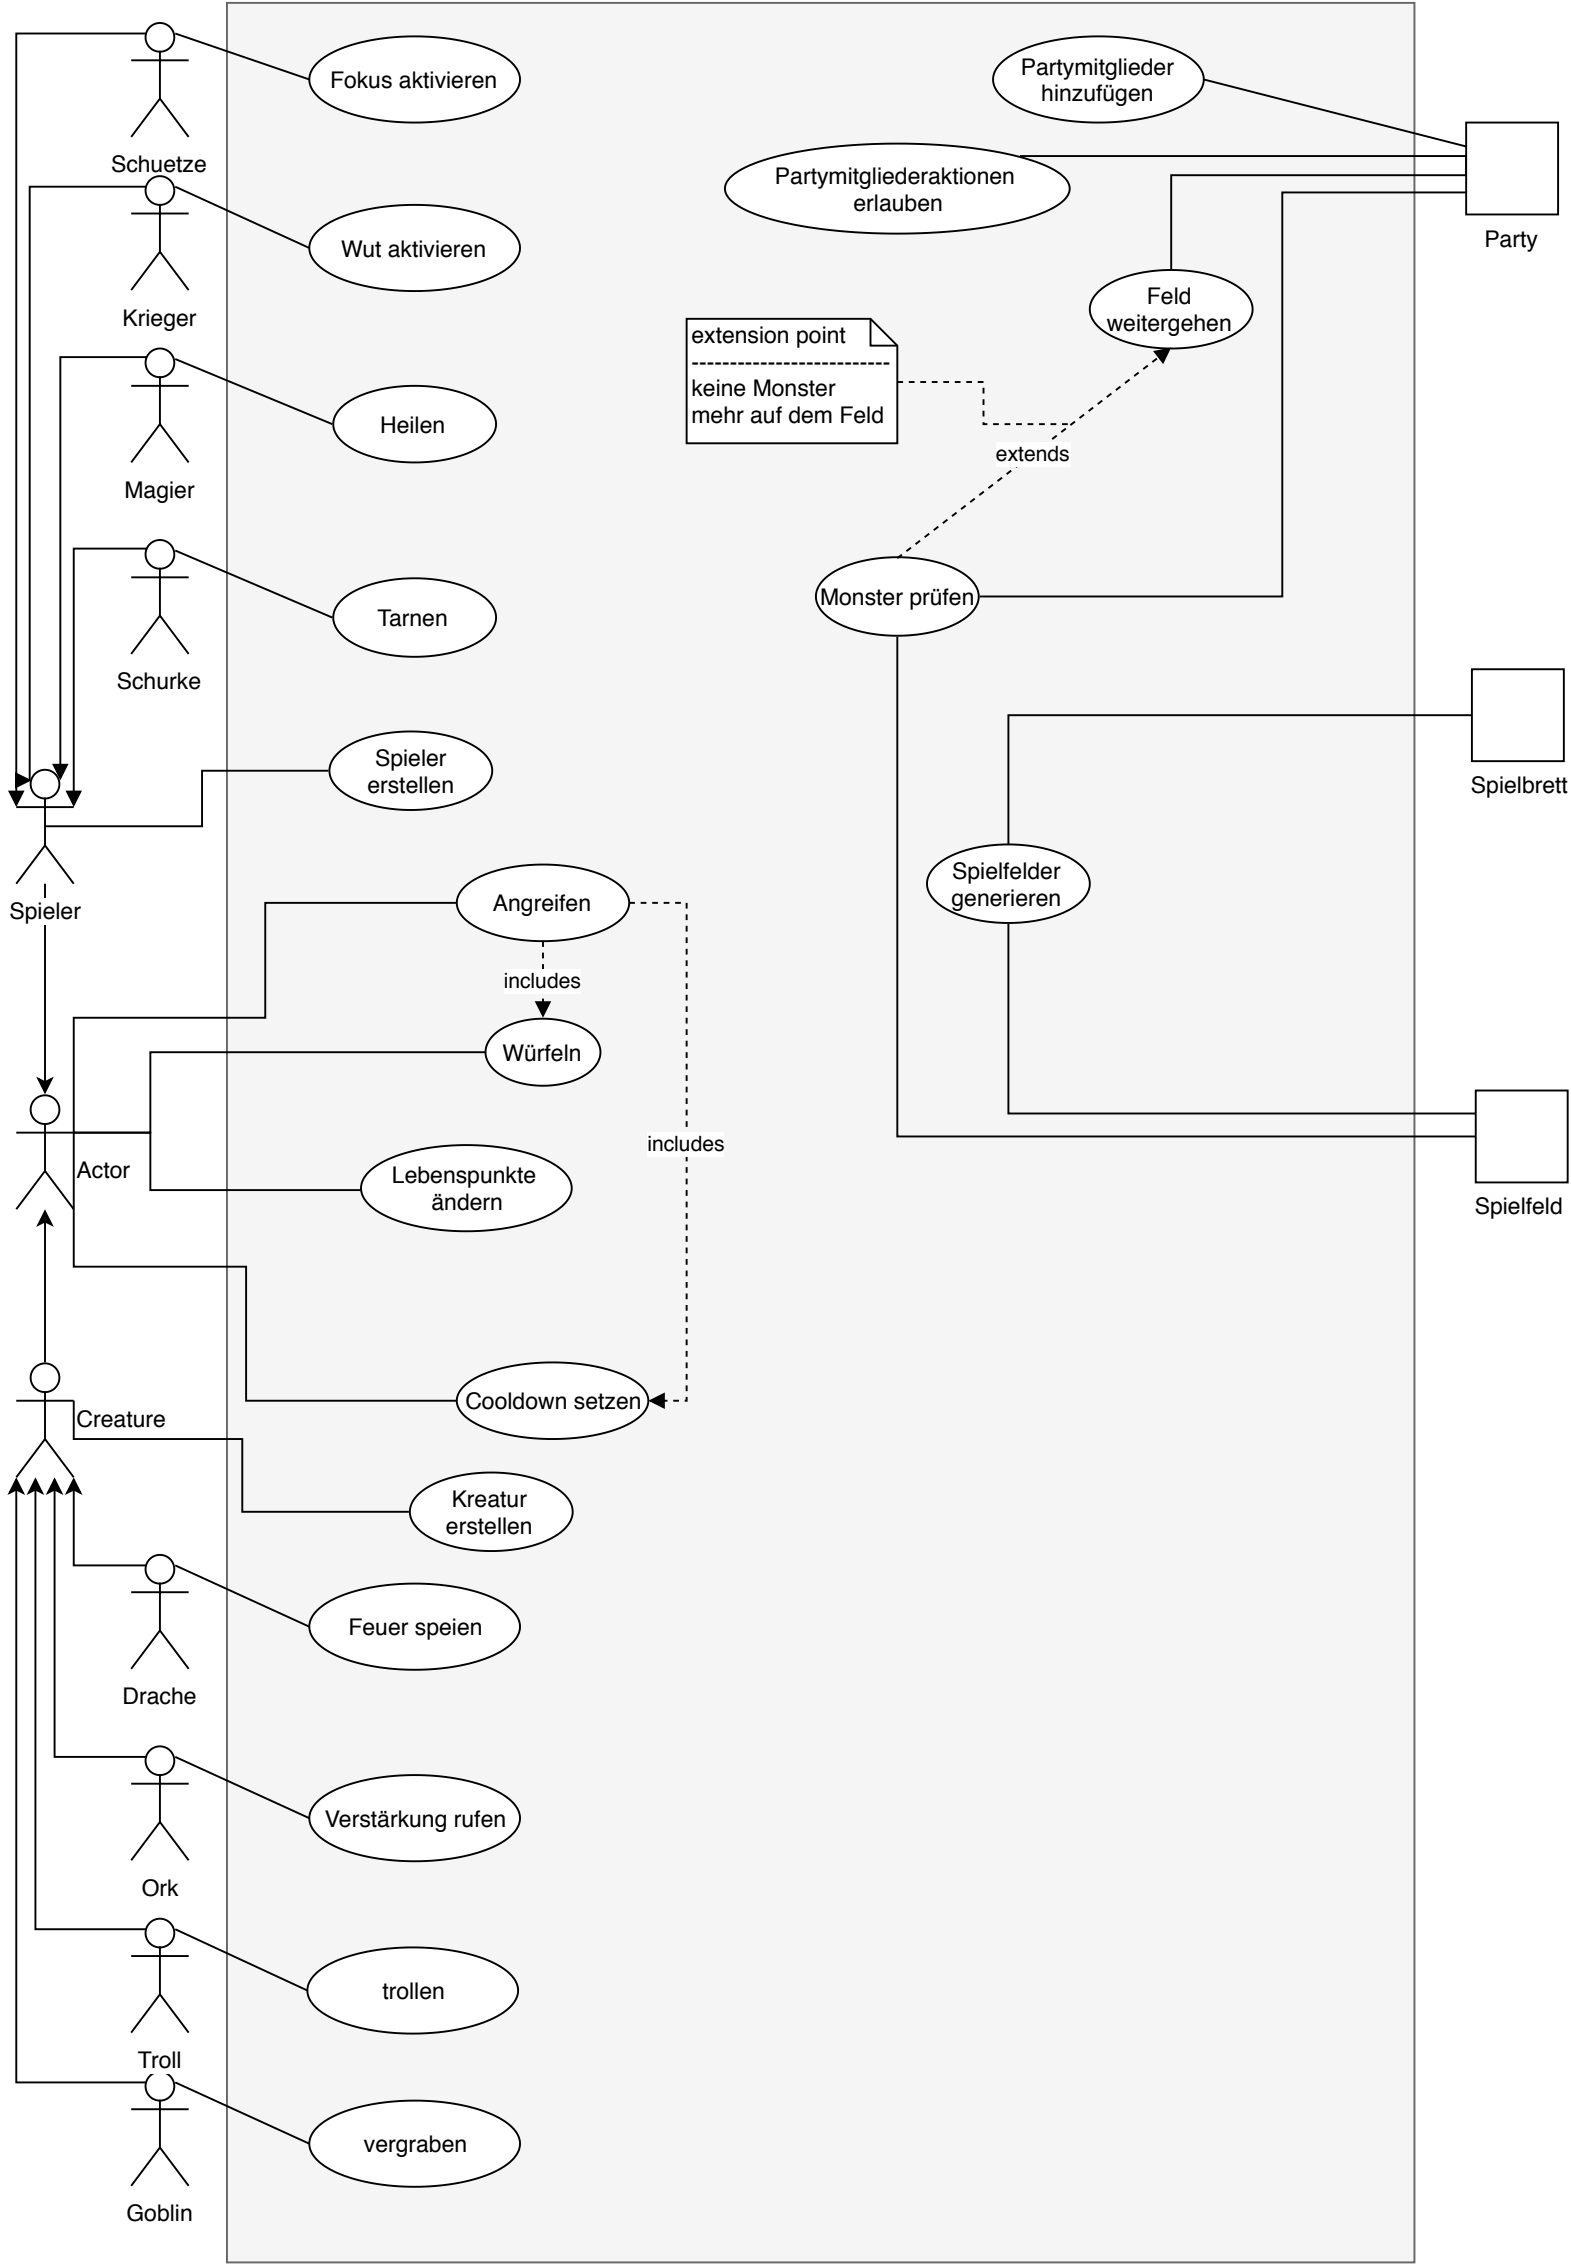 Fokus aktivieren
Partymitglieder
hinzufügen
Schuetze
Partymitgliederaktionen
erlauben
Party
Wut aktivieren
Krieger
Feld
weitergehen
extension point
-----------------------
keine Monster
mehr auf dem Feld
extends
Heilen
Magier
Monster prüfen
Tarnen
Schurke
Spieler
erstellen
Spielbrett
Spielfelder
generieren
Angreifen
Spieler
includes
Würfeln
includes
Actor
Lebenspunkte
ändern
Spielfeld
Cooldown setzen
Creature
Kreatur
erstellen
Feuer speien
Drache
Verstärkung rufen
Ork
trollen
Troll
vergraben
Goblin